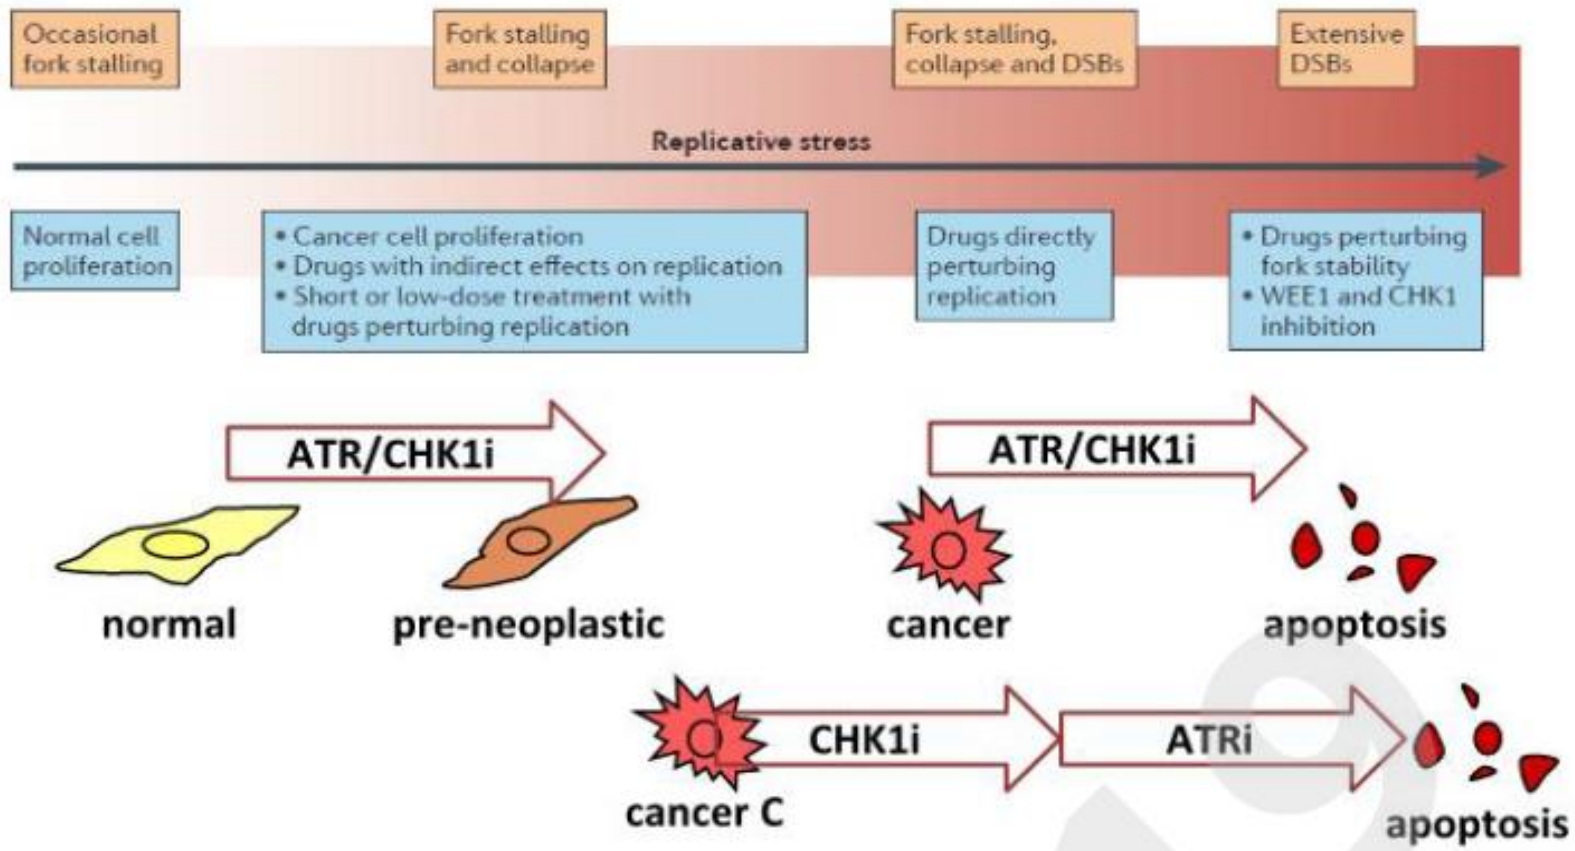 Occasional
fork stalling
Fork stalling
and collapse
Fork stalling,
collapse and DSBs
Extensive
DSBs
Replicative stress
Normal cell
proliferation
• Cancer cell proliferation
• Drugs with indirect effects on replication
• Short or low-dose treatment with
drugs perturbing replication
Drugs directly
perturbing
replication
• Drugs perturbing
fork stability
• WEE1 and CHK1
inhibition
ATR/CHK1i
ATR/CHK1i
normal
pre-neoplastic
cancer
apoptosis
CHK1i
ATRi
cancer C
apoptosis